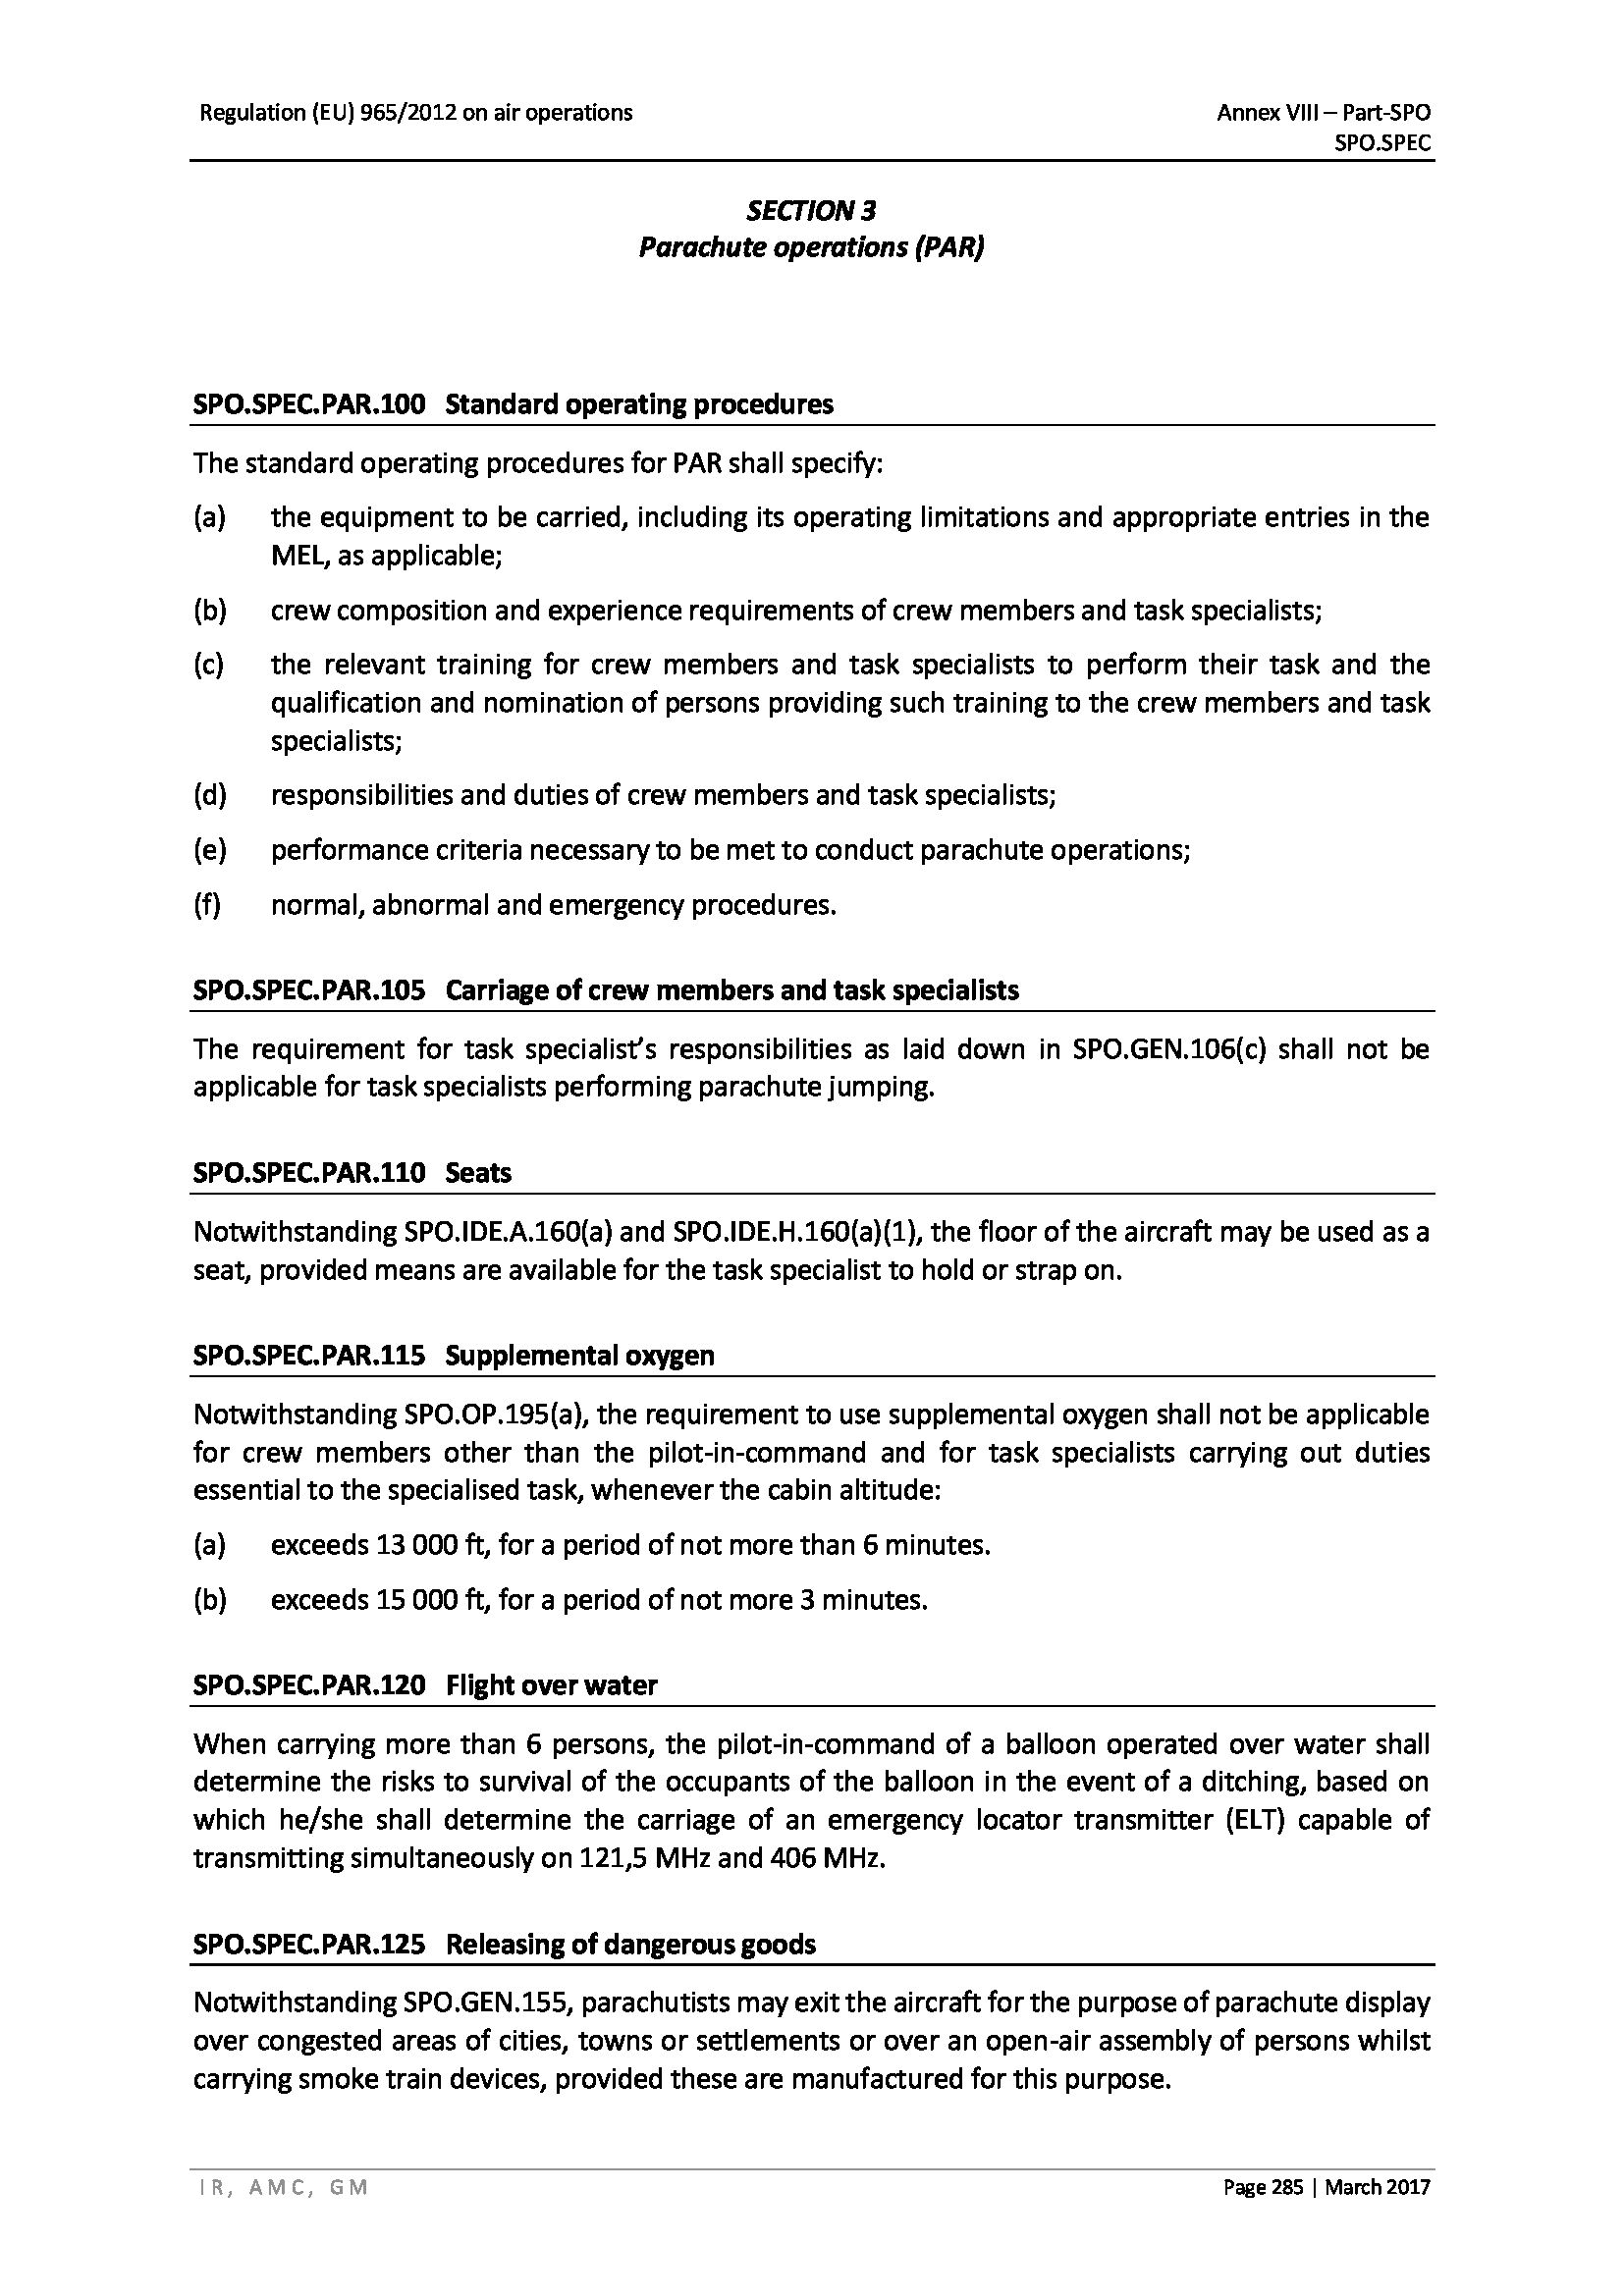 Regulation (EU) 965/2012 on air operations
Annex VIII – Part-SPO
SPO.SPEC
SECTION 3
Parachute operations (PAR)
SPO.SPEC.PAR.100 Standard operating procedures
The standard operating procedures for PAR shall specify:
(a) the equipment to be carried, including its operating limitations and appropriate entries in the
MEL, as applicable;
(b) crew composition and experience requirements of crew members and task specialists;
(c) the relevant training for crew members and task specialists to perform their task and the
qualification and nomination of persons providing such training to the crew members and task
specialists;
(d) responsibilities and duties of crew members and task specialists;
(e) performance criteria necessary to be met to conduct parachute operations;
(f) normal, abnormal and emergency procedures.
SPO.SPEC.PAR.105 Carriage of crew members and task specialists
The requirement for task specialist’s responsibilities as laid down in SPO.GEN.106(c) shall not be
applicable for task specialists performing parachute jumping.
SPO.SPEC.PAR.110 Seats
Notwithstanding SPO.IDE.A.160(a) and SPO.IDE.H.160(a)(1), the floor of the aircraft may be used as a
seat, provided means are available for the task specialist to hold or strap on.
SPO.SPEC.PAR.115 Supplemental oxygen
Notwithstanding SPO.OP.195(a), the requirement to use supplemental oxygen shall not be applicable
for crew members other than the pilot-in-command and for task specialists carrying out duties
essential to the specialised task, whenever the cabin altitude:
(a) exceeds 13 000 ft, for a period of not more than 6 minutes.
(b) exceeds 15 000 ft, for a period of not more 3 minutes.
SPO.SPEC.PAR.120 Flight over water
When carrying more than 6 persons, the pilot-in-command of a balloon operated over water shall
determine the risks to survival of the occupants of the balloon in the event of a ditching, based on
which he/she shall determine the carriage of an emergency locator transmitter (ELT) capable of
transmitting simultaneously on 121,5 MHz and 406 MHz.
SPO.SPEC.PAR.125 Releasing of dangerous goods
Notwithstanding SPO.GEN.155, parachutists may exit the aircraft for the purpose of parachute display
over congested areas of cities, towns or settlements or over an open-air assembly of persons whilst
carrying smoke train devices, provided these are manufactured for this purpose.
IR, AMC, GM
Page 285 | March 2017